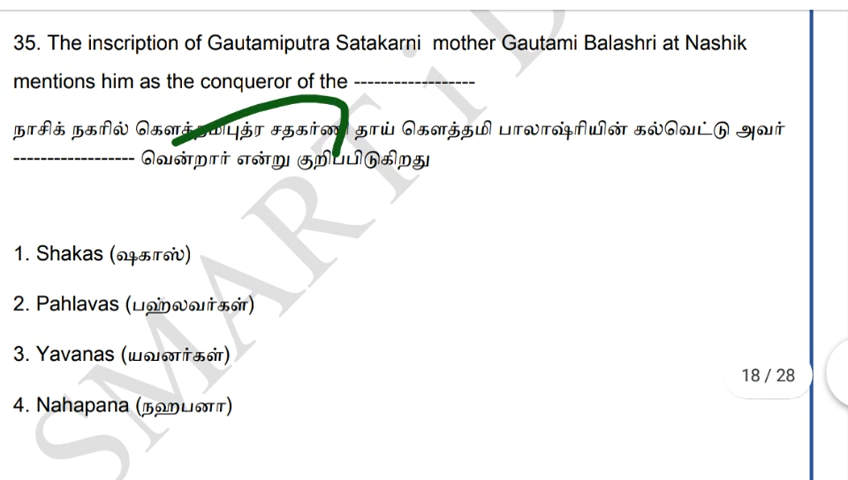 35. The inscription of Gautamiputra Satakarni mother Gautami Balashri at Nashik
mentions him as the conqueror of the ------------------
நாசிக் நகரில் கௌத்தமிபுத்ர சதகர்ணி தாய் கௌத்தமி பாலாஷ்ரியின் கல்வெட்டு அவர்
------------------ வென்றார் என்று குறிப்பிடுகிறது
1. Shakas (ஷகாஸ்)
2. Pahlavas (பஹ்லவர்கள்)
3. Yavanas (யவனர்கள்)
18 / 28
4. Nahapana (நஹபனா)
SMART i D